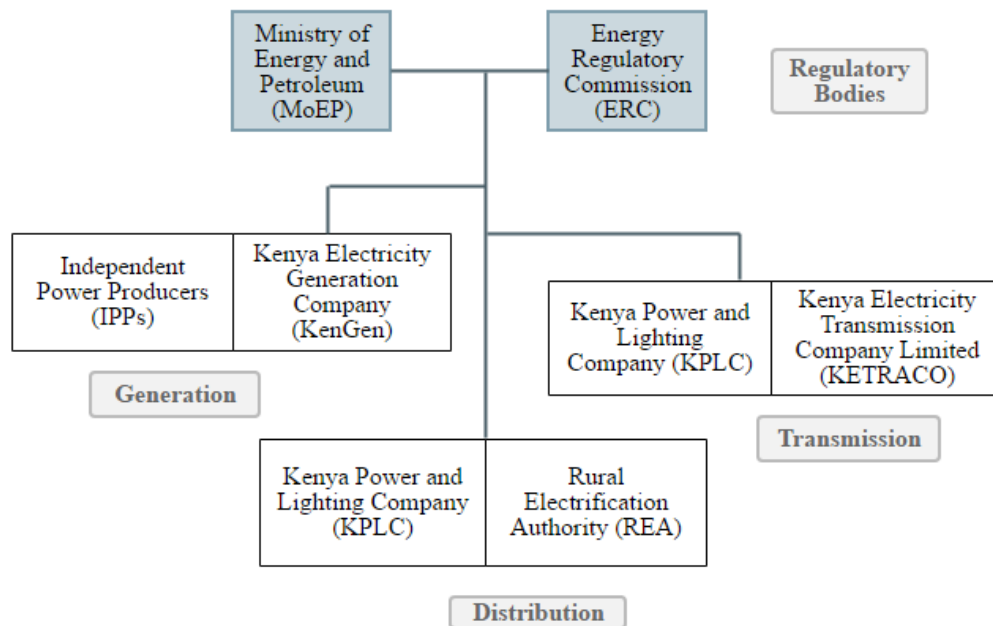 Ministry of
Energy and
Petroleum
(MoEP)
Energy
Regulatory
Commission
(ERC)
Regulatory
Bodies
Independent
Power Producers
(IPPs)
Kenya Electricity
Generation
Company
(KenGen)
Kenya Power and
Lighting
Company (KPLC)
Kenya Electricity
Transmission
Company Limited
(KETRACO)
Generation
Transmission
Kenya Power and
Lighting Company
(KPLC)
Rural
Electrification
Authority (REA)
Distribution